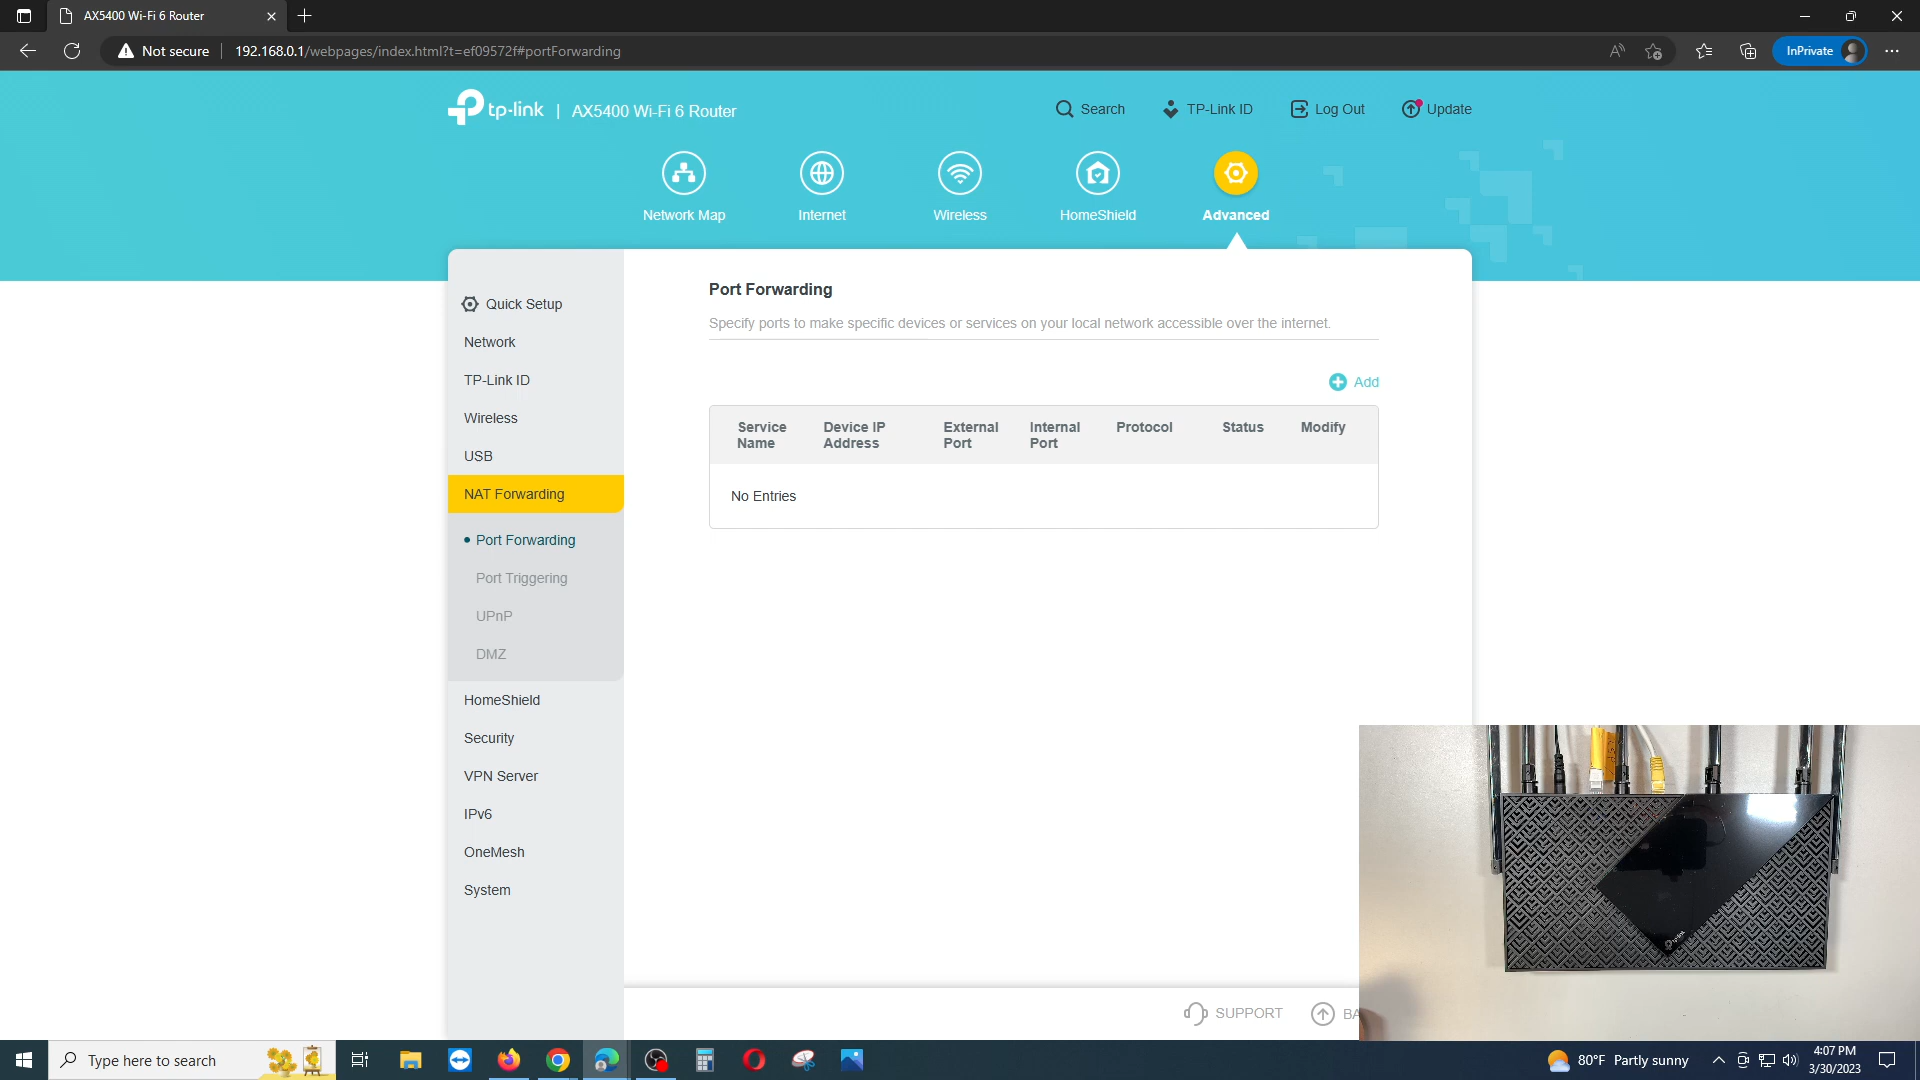 AX5400 Wi-Fi 6 Router
Not secure
192.168.0.1/webpages/index.html?t=ef09572f#portForwarding
InPrivate
tp-link | AX5400 Wi-Fi 6 Router
Search
TP-Link ID
Log Out
Update
Network Map
Internet
Wireless
HomeShield
Advanced
Quick Setup
Network
TP-Link ID
Wireless
USB
NAT Forwarding
Port Forwarding
Port Triggering
UPnP
DMZ
HomeShield
Security
VPN Server
IPv6
OneMesh
System
Port Forwarding
Specify ports to make specific devices or services on your local network accessible over the internet.
Add
Service Name
Device IP Address
External Port
Internal Port
Protocol
Status
Modify
No Entries
SUPPORT
BA
tp-link
Type here to search
80°F Partly sunny
4:07 PM
3/30/2023